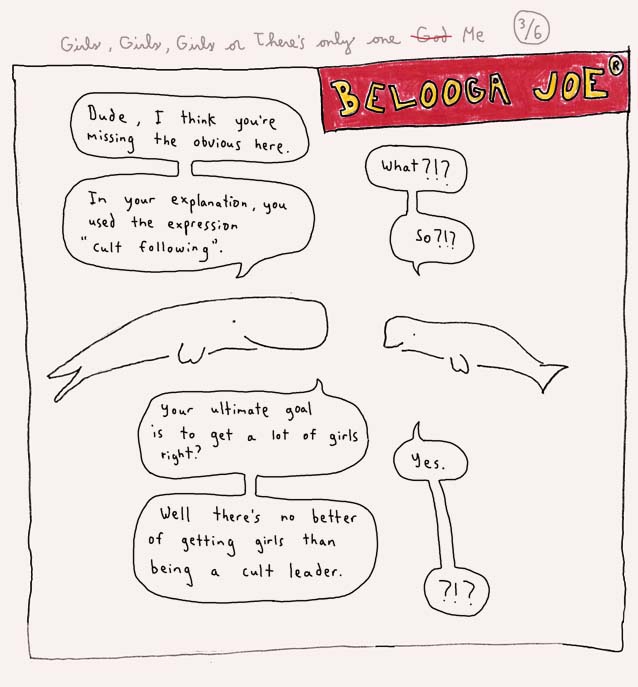 Girls, Girls, Girls or There's only one God Me 3/6
BELOOGA JOE®
Dude, I think you're
missing the obvious here.
In your explanation, you
used the expression
"cult following".
What?!?
So?!?
Your ultimate goal
is to get a lot of girls
right?
Well there's no better
of getting girls than
being a cult leader.
Yes.
?!?